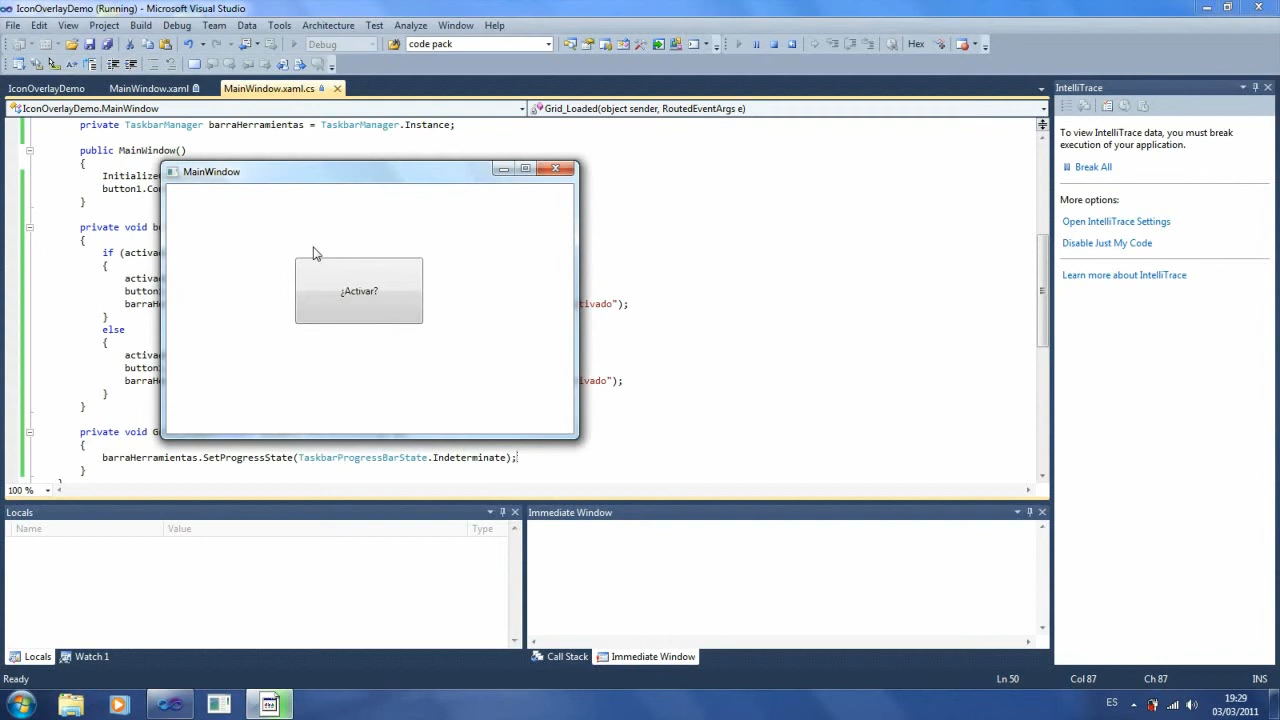 IconOverlayDemo (Running) - Microsoft Visual Studio
File Edit View Project Build Debug Team Data Tools Architecture Test Analyze Window Help
Debug code pack Hex
IconOverlayDemo MainWindow.xaml MainWindow.xaml.cs
IconOverlayDemo.MainWindow Grid_Loaded(object sender, RoutedEventArgs e)
private TaskbarManager barraHerramientas = TaskbarManager.Instance;
public MainWindow()
{
Initialize
button1.Co
}
private void b
{
if (activa
{
activa
button
barraHe tivado");
}
else
{
activa
button
barraHe ivado");
}
}
private void G
{
barraHerramientas.SetProgressState(TaskbarProgressBarState.Indeterminate);
}
100 %
MainWindow
¿Activar?
IntelliTrace
To view IntelliTrace data, you must break
execution of your application.
Break All
More options:
Open IntelliTrace Settings
Disable Just My Code
Learn more about IntelliTrace
Locals
Name Value Type
Immediate Window
Locals Watch 1
Call Stack Immediate Window
Ready Ln 50 Col 87 Ch 87 INS
ES 19:29
03/03/2011